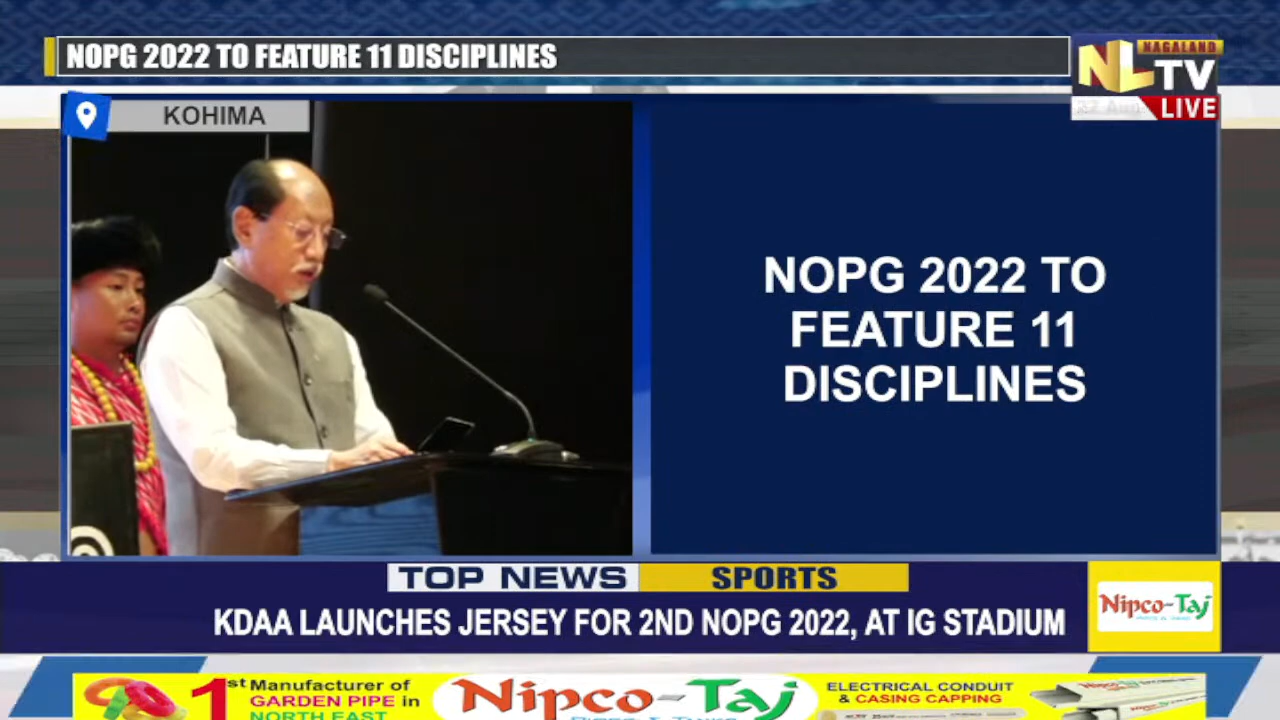 NOPG 2022 TO FEATURE 11 DISCIPLINES
NAGALAND
NLTV
LIVE
KOHIMA
NOPG 2022 TO
FEATURE 11
DISCIPLINES
TOP NEWS
SPORTS
KDAA LAUNCHES JERSEY FOR 2ND NOPG 2022, AT IG STADIUM
Nipco-Taj
1st Manufacturer of
GARDEN PIPE in
NORTH EAST
Nipco-Taj
ELECTRICAL CONDUIT
& CASING CAPPING